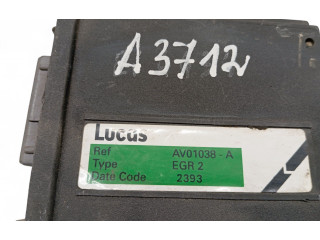 A3712
Lucas
Ref AV01038 - A
Type EGR 2
Date Code 2393